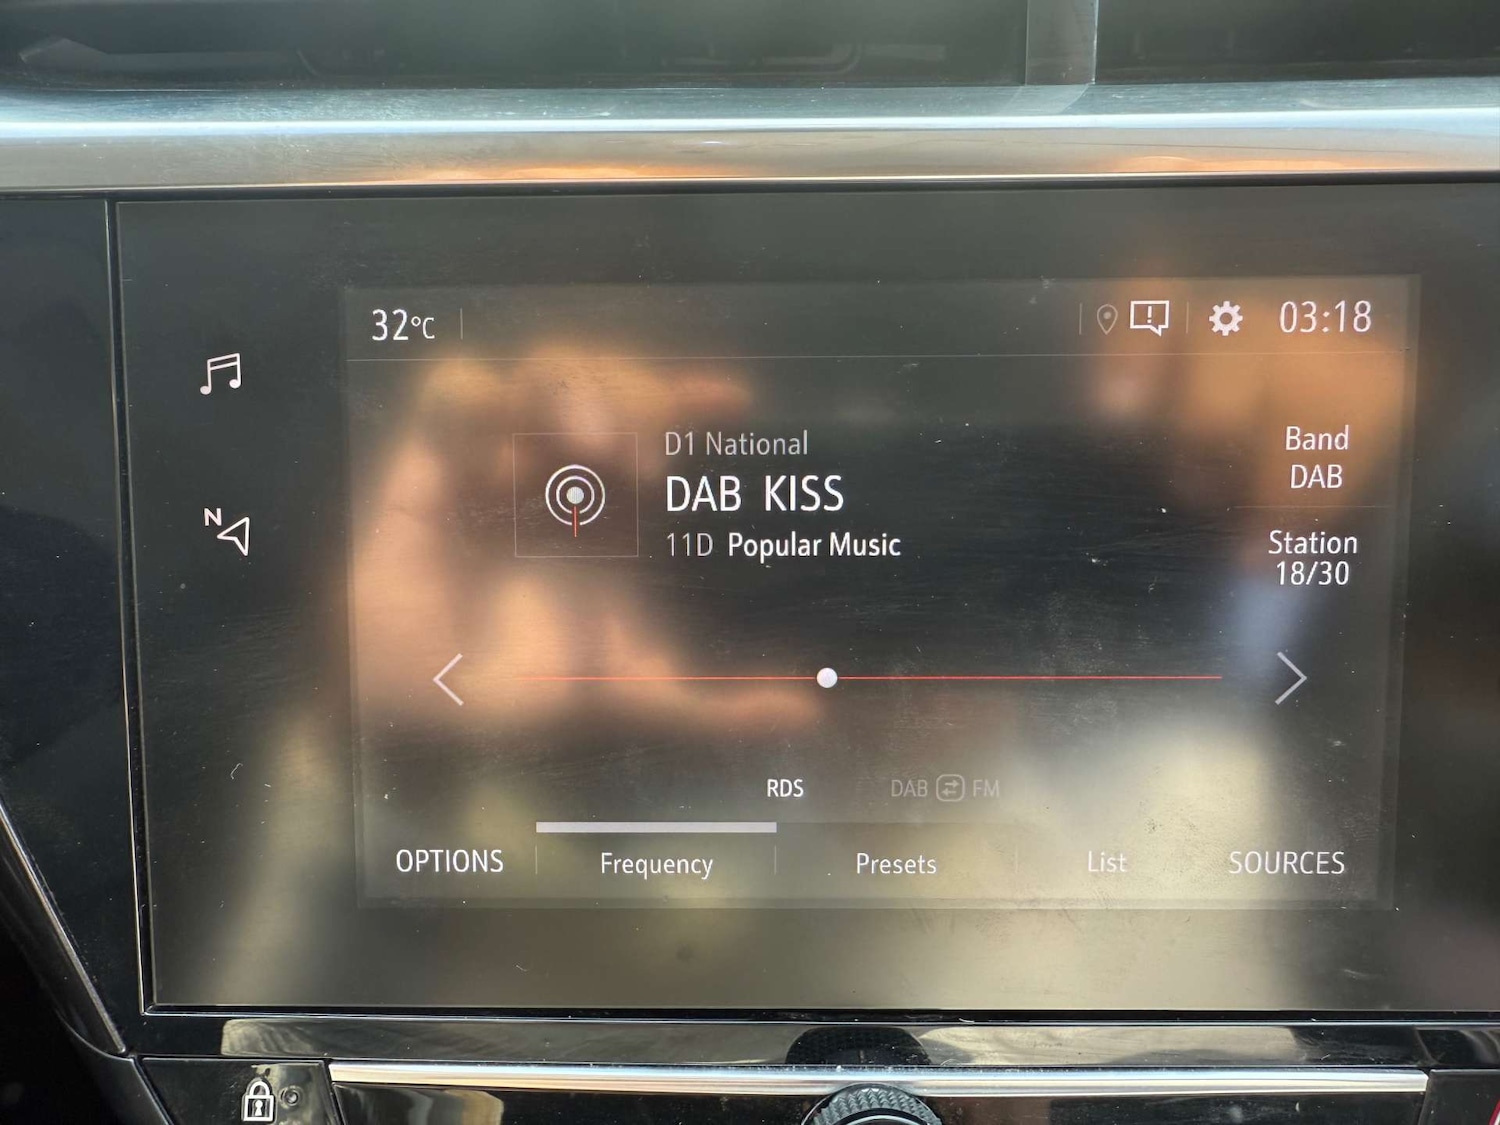 32°C
03:18
N
D1 National
DAB KISS
11D Popular Music
Band
DAB
Station
18/30
RDS
DAB FM
OPTIONS
Frequency
Presets
List
SOURCES